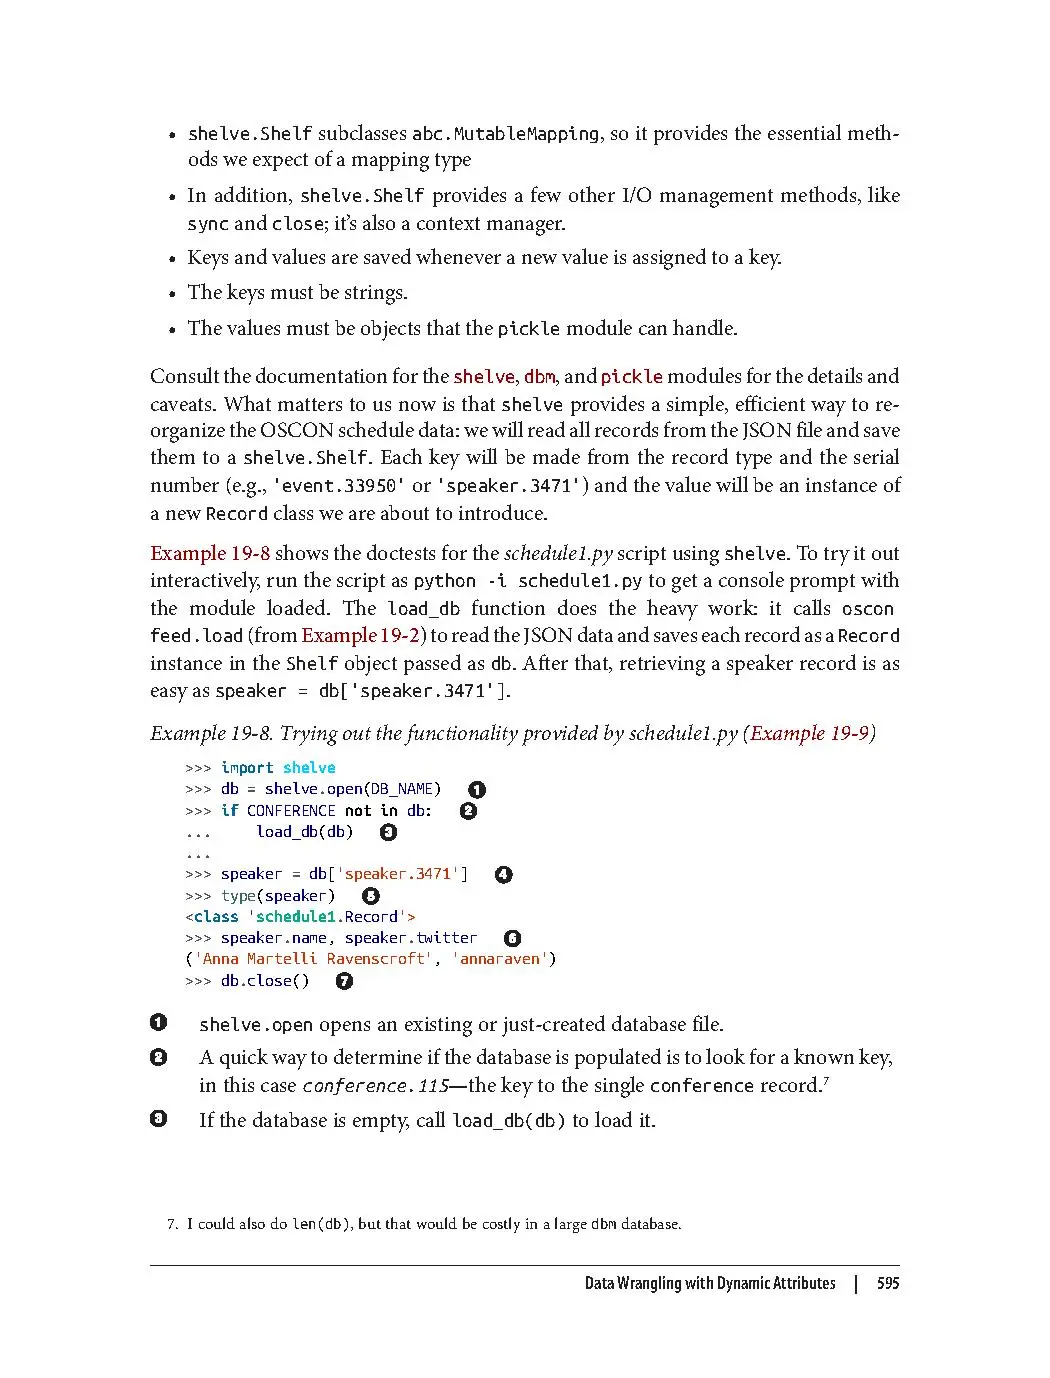 • shelve.Shelf subclasses abc.MutableMapping, so it provides the essential meth-
ods we expect of a mapping type
• In addition, shelve.Shelf provides a few other I/O management methods, like
sync and close; it’s also a context manager.
• Keys and values are saved whenever a new value is assigned to a key.
• The keys must be strings.
• The values must be objects that the pickle module can handle.
Consult the documentation for the shelve, dbm, and pickle modules for the details and
caveats. What matters to us now is that shelve provides a simple, efficient way to re-
organize the OSCON schedule data: we will read all records from the JSON file and save
them to a shelve.Shelf. Each key will be made from the record type and the serial
number (e.g., 'event.33950' or 'speaker.3471') and the value will be an instance of
a new Record class we are about to introduce.
Example 19-8 shows the doctests for the schedule1.py script using shelve. To try it out
interactively, run the script as python -i schedule1.py to get a console prompt with
the module loaded. The load_db function does the heavy work: it calls oscon
feed.load (from Example 19-2) to read the JSON data and saves each record as a Record
instance in the Shelf object passed as db. After that, retrieving a speaker record is as
easy as speaker = db['speaker.3471'].
Example 19-8. Trying out the functionality provided by schedule1.py (Example 19-9)
>>> import shelve
>>> db = shelve.open(DB_NAME) ❶
>>> if CONFERENCE not in db: ❷
...     load_db(db) ❸
...
>>> speaker = db['speaker.3471'] ❹
>>> type(speaker) ❺
<class 'schedule1.Record'>
>>> speaker.name, speaker.twitter ❻
('Anna Martelli Ravenscroft', 'annaraven')
>>> db.close() ❼
❶ shelve.open opens an existing or just-created database file.
❷ A quick way to determine if the database is populated is to look for a known key,
in this case conference.115—the key to the single conference record.7
❸ If the database is empty, call load_db(db) to load it.
7. I could also do len(db), but that would be costly in a large dbm database.
Data Wrangling with Dynamic Attributes | 595